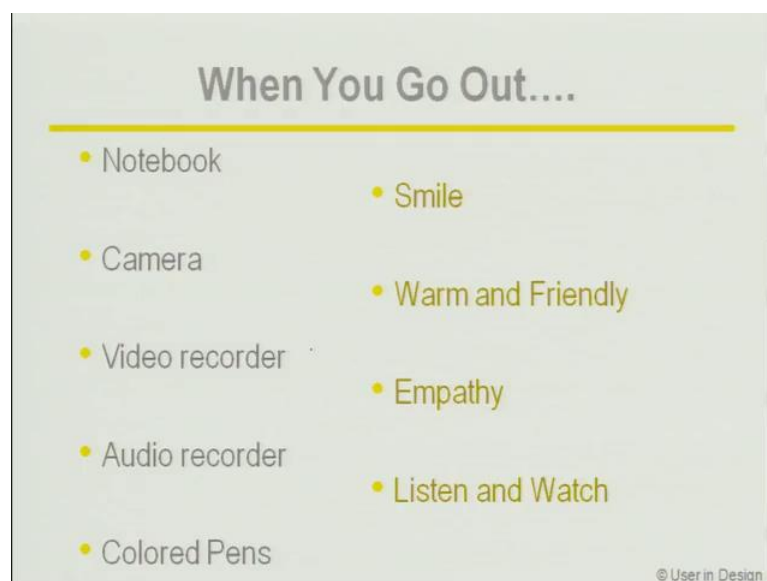 When You Go Out....
• Notebook
• Camera
• Video recorder
• Audio recorder
• Colored Pens
• Smile
• Warm and Friendly
• Empathy
• Listen and Watch
© User in Design